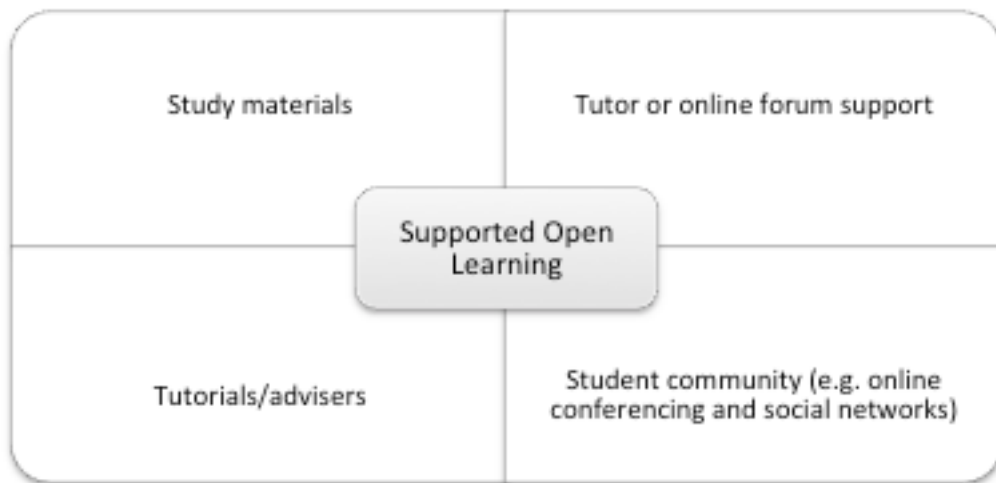 Study materials
Tutor or online forum support
Supported Open
Learning
Tutorials/advisers
Student community (e.g. online
conferencing and social networks)